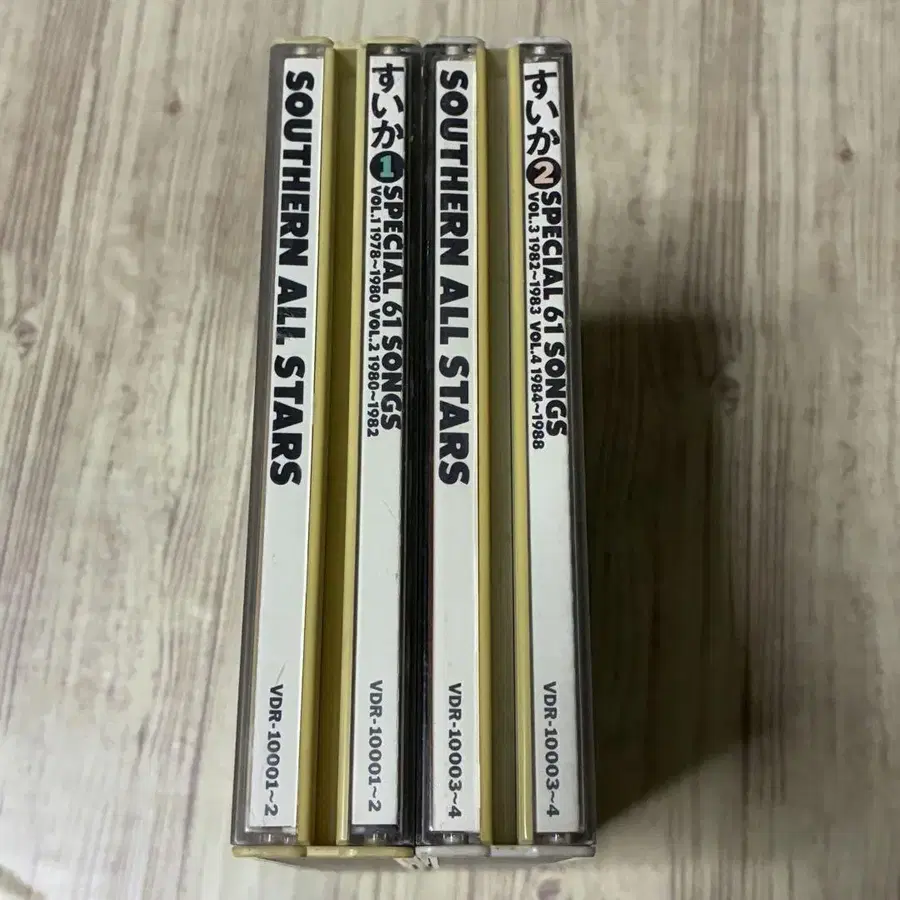 SOUTHERN ALL STARS
VDR-10001~2
すいか1 SPECIAL 61 SONGS
VOL.1 1978~1980 VOL.2 1980~1982
VDR-10001~2
SOUTHERN ALL STARS
VDR-10003~4
すいか2 SPECIAL 61 SONGS
VOL.3 1982~1983 VOL.4 1984~1988
VDR-10003~4